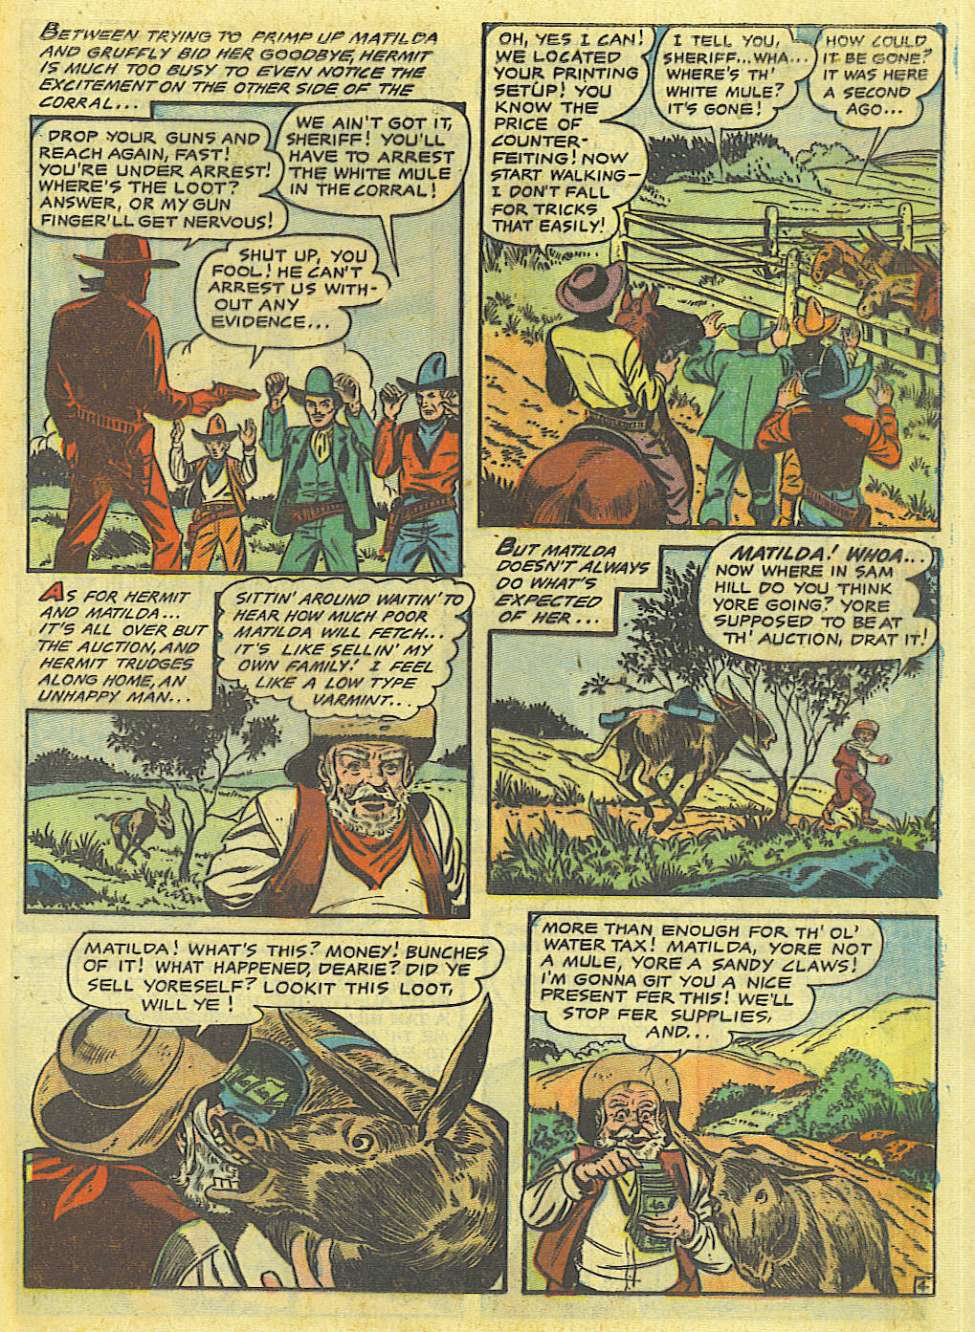 BETWEEN TRYING TO PRIMP UP MATILDA
AND GRUFFLY BID HER GOODBYE, HERMIT
IS MUCH TOO BUSY TO EVEN NOTICE THE
EXCITEMENT ON THE OTHER SIDE OF THE
CORRAL...
DROP YOUR GUNS AND
REACH AGAIN, FAST!
YOU'RE UNDER ARREST!
WHERE'S THE LOOT?
ANSWER, OR MY GUN
FINGER'LL GET NERVOUS!
WE AIN'T GOT IT,
SHERIFF! YOU'LL
HAVE TO ARREST
THE WHITE MULE
IN THE CORRAL!
SHUT UP, YOU
FOOL! HE CAN'T
ARREST US WITH-
OUT ANY
EVIDENCE...
OH, YES I CAN!
WE LOCATED
YOUR PRINTING
SETUP! YOU
KNOW THE
PRICE OF
COUNTER-
FEITING! NOW
START WALKING—
I DON'T FALL
FOR TRICKS
THAT EASILY!
I TELL YOU,
SHERIFF...WHA...
WHERE'S TH'
WHITE MULE?
IT'S GONE!
HOW COULD
IT BE GONE?
IT WAS HERE
A SECOND
AGO...
AS FOR HERMIT
AND MATILDA...
IT'S ALL OVER BUT
THE AUCTION, AND
HERMIT TRUDGES
ALONG HOME, AN
UNHAPPY MAN...
SITTIN' AROUND WAITIN' TO
HEAR HOW MUCH POOR
MATILDA WILL FETCH...
IT'S LIKE SELLIN' MY
OWN FAMILY! I FEEL
LIKE A LOW TYPE
VARMINT...
BUT MATILDA
DOESN'T ALWAYS
DO WHAT'S
EXPECTED
OF HER...
MATILDA! WHOA...
NOW WHERE IN SAM
HILL DO YOU THINK
YORE GOING? YORE
SUPPOSED TO BE AT
TH' AUCTION, DRAT IT!
MATILDA! WHAT'S THIS? MONEY! BUNCHES
OF IT! WHAT HAPPENED, DEARIE? DID YE
SELL YORESELF? LOOKIT THIS LOOT,
WILL YE!
MORE THAN ENOUGH FOR TH' OL'
WATER TAX! MATILDA, YORE NOT
A MULE, YORE A SANDY CLAWS!
I'M GONNA GIT YOU A NICE
PRESENT FER THIS! WE'LL
STOP FER SUPPLIES,
AND...
4